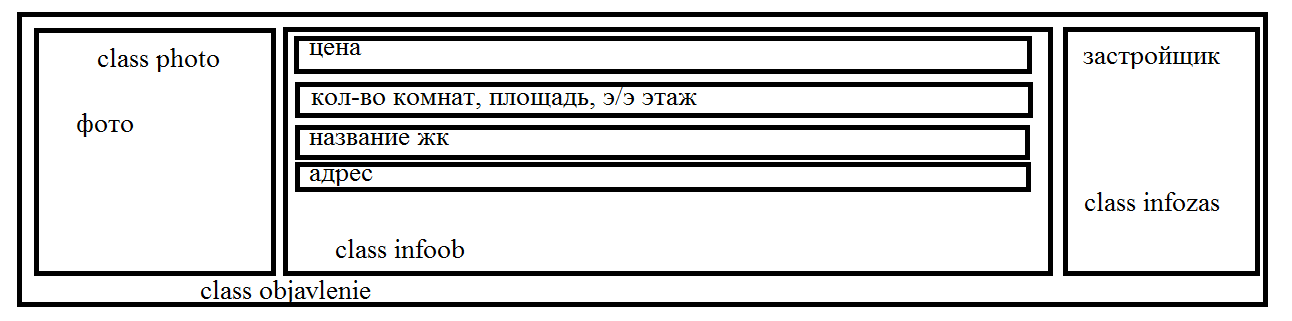 class photo
фото
цена
кол-во комнат, площадь, э/э этаж
название жк
адрес
class infoob
застройщик
class infozas
class objavlenie